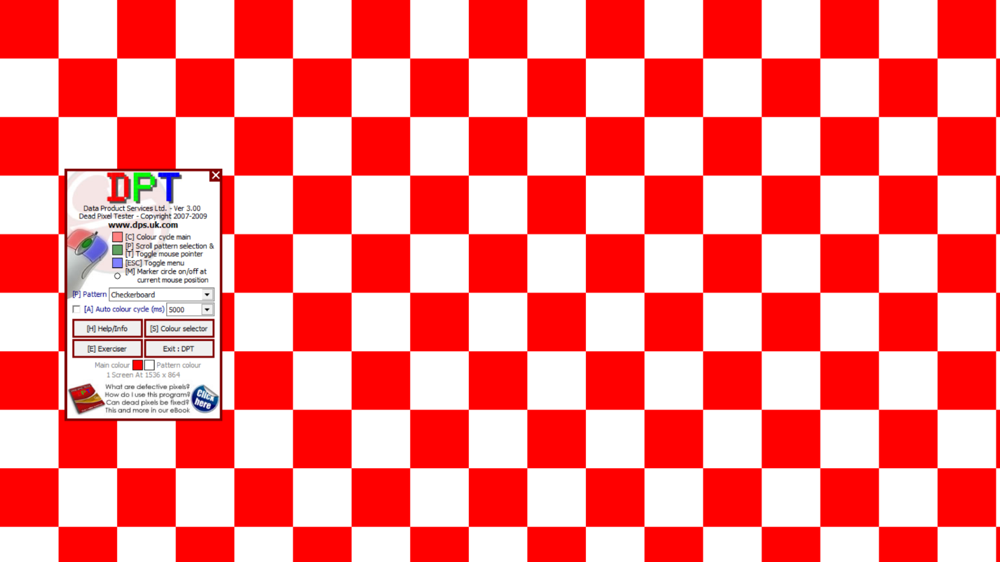 DPT
Data Product Services Ltd. - Ver 3.00
Dead Pixel Tester - Copyright 2007-2009
www.dps.uk.com
[C] Colour cycle main
[P] Scroll pattern selection &
[T] Toggle mouse pointer
[ESC] Toggle menu
[M] Marker circle on/off at
current mouse position
[P] Pattern Checkerboard
[A] Auto colour cycle (ms) 5000
[H] Help/Info [S] Colour selector
[E] Exerciser Exit : DPT
Main colour Pattern colour
1 Screen At 1536 x 864
What are defective pixels?
How do I use this program?
Can dead pixels be fixed?
This and more in our eBook
Click
here